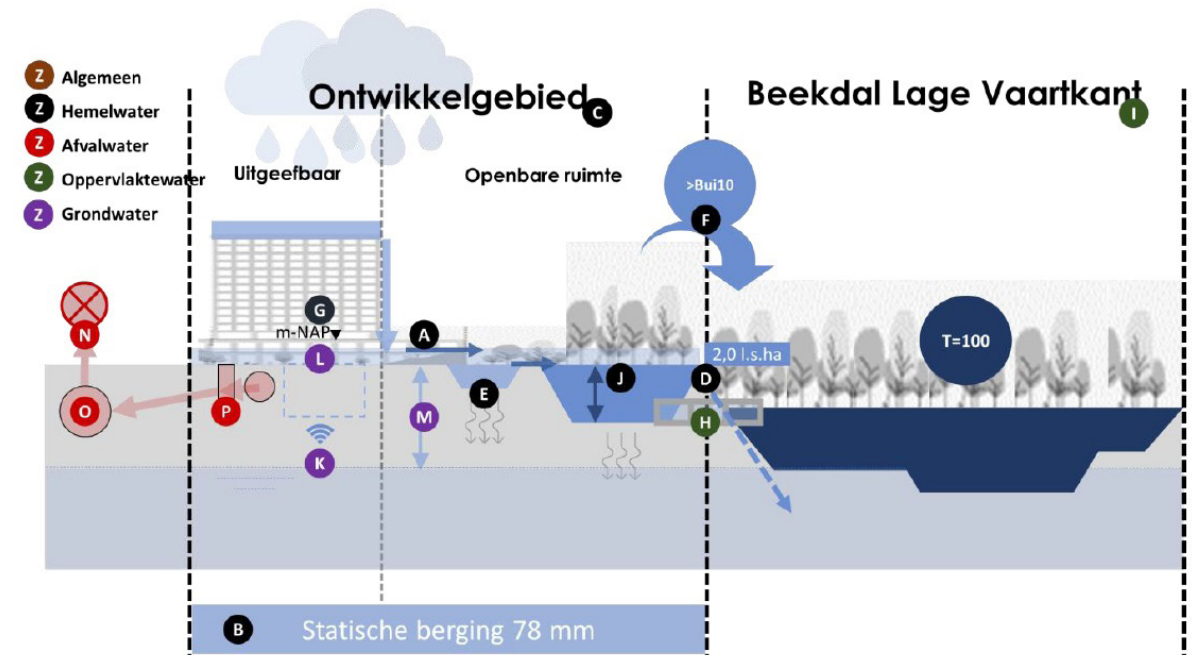 Ontwikkelgebied
C
Beekdal Lage Vaartkant
I
Z Algemeen
Z Hemelwater
Z Afvalwater
Z Oppervlaktewater
Z Grondwater
Uitgeefbaar
Openbare ruimte
>Bui10
F
G
m-NAP
N
A
L
2,0 l.s.ha
T=100
J
D
E
O
P
M
H
K
B Statische berging 78 mm